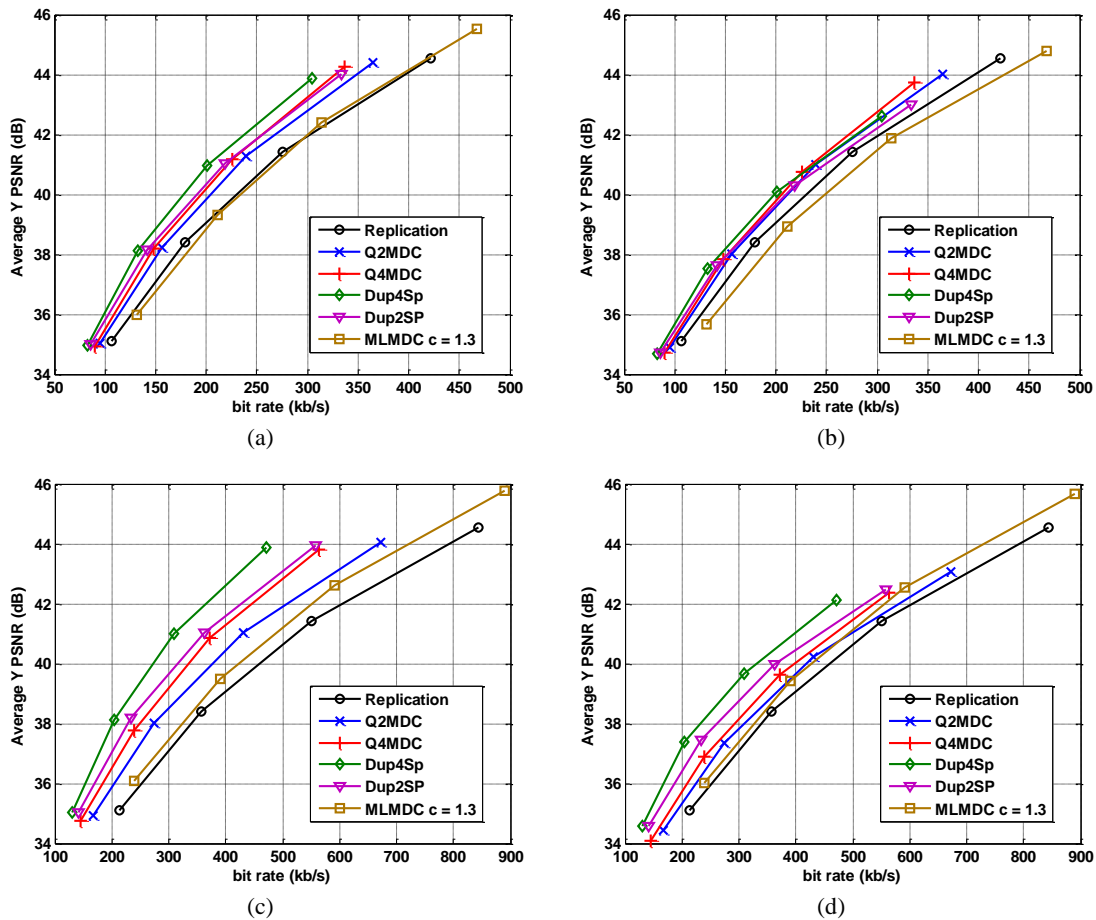 46
44
42
40
38
36
34
50 100 150 200 250 300 350 400 450 500
Average Y PSNR (dB)
bit rate (kb/s)
Replication
Q2MDC
Q4MDC
Dup4Sp
Dup2SP
MLMDC c = 1.3
(a)
46
44
42
40
38
36
34
50 100 150 200 250 300 350 400 450 500
Average Y PSNR (dB)
bit rate (kb/s)
Replication
Q2MDC
Q4MDC
Dup4Sp
Dup2SP
MLMDC c = 1.3
(b)
46
44
42
40
38
36
34
100 200 300 400 500 600 700 800 900
Average Y PSNR (dB)
bit rate (kb/s)
Replication
Q2MDC
Q4MDC
Dup4Sp
Dup2SP
MLMDC c = 1.3
(c)
46
44
42
40
38
36
34
100 200 300 400 500 600 700 800 900
Average Y PSNR (dB)
bit rate (kb/s)
Replication
Q2MDC
Q4MDC
Dup4Sp
Dup2SP
MLMDC c = 1.3
(d)